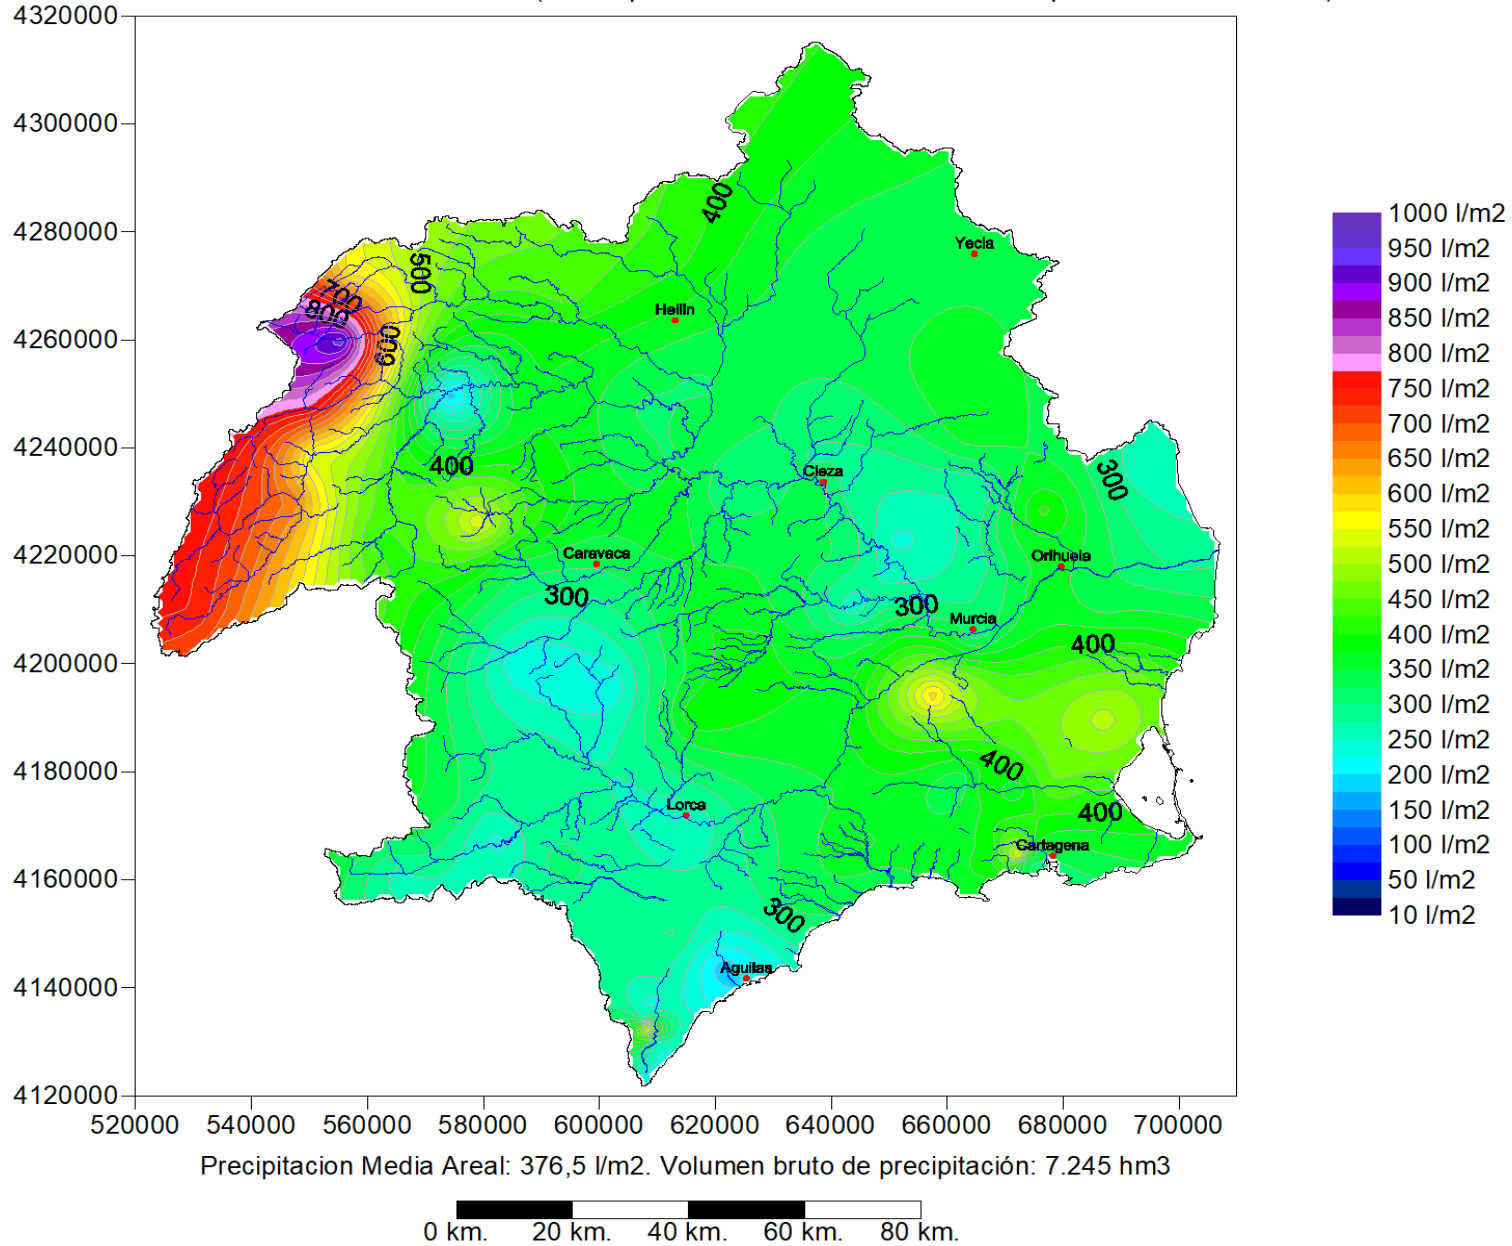 4320000
4300000
4280000
4260000
4240000
4220000
4200000
4180000
4160000
4140000
4120000
520000 540000 560000 580000 600000 620000 640000 660000 680000 700000
400
Yecla
500
700
800
600
Hellin
400
Cieza
300
Caravaca
Orihuela
300
300
Murcia
400
400
Lorca
400
Cartagena
300
Aguilas
1000 l/m2
950 l/m2
900 l/m2
850 l/m2
800 l/m2
750 l/m2
700 l/m2
650 l/m2
600 l/m2
550 l/m2
500 l/m2
450 l/m2
400 l/m2
350 l/m2
300 l/m2
250 l/m2
200 l/m2
150 l/m2
100 l/m2
50 l/m2
10 l/m2
Precipitacion Media Areal: 376,5 l/m2. Volumen bruto de precipitación: 7.245 hm3
0 km. 20 km. 40 km. 60 km. 80 km.